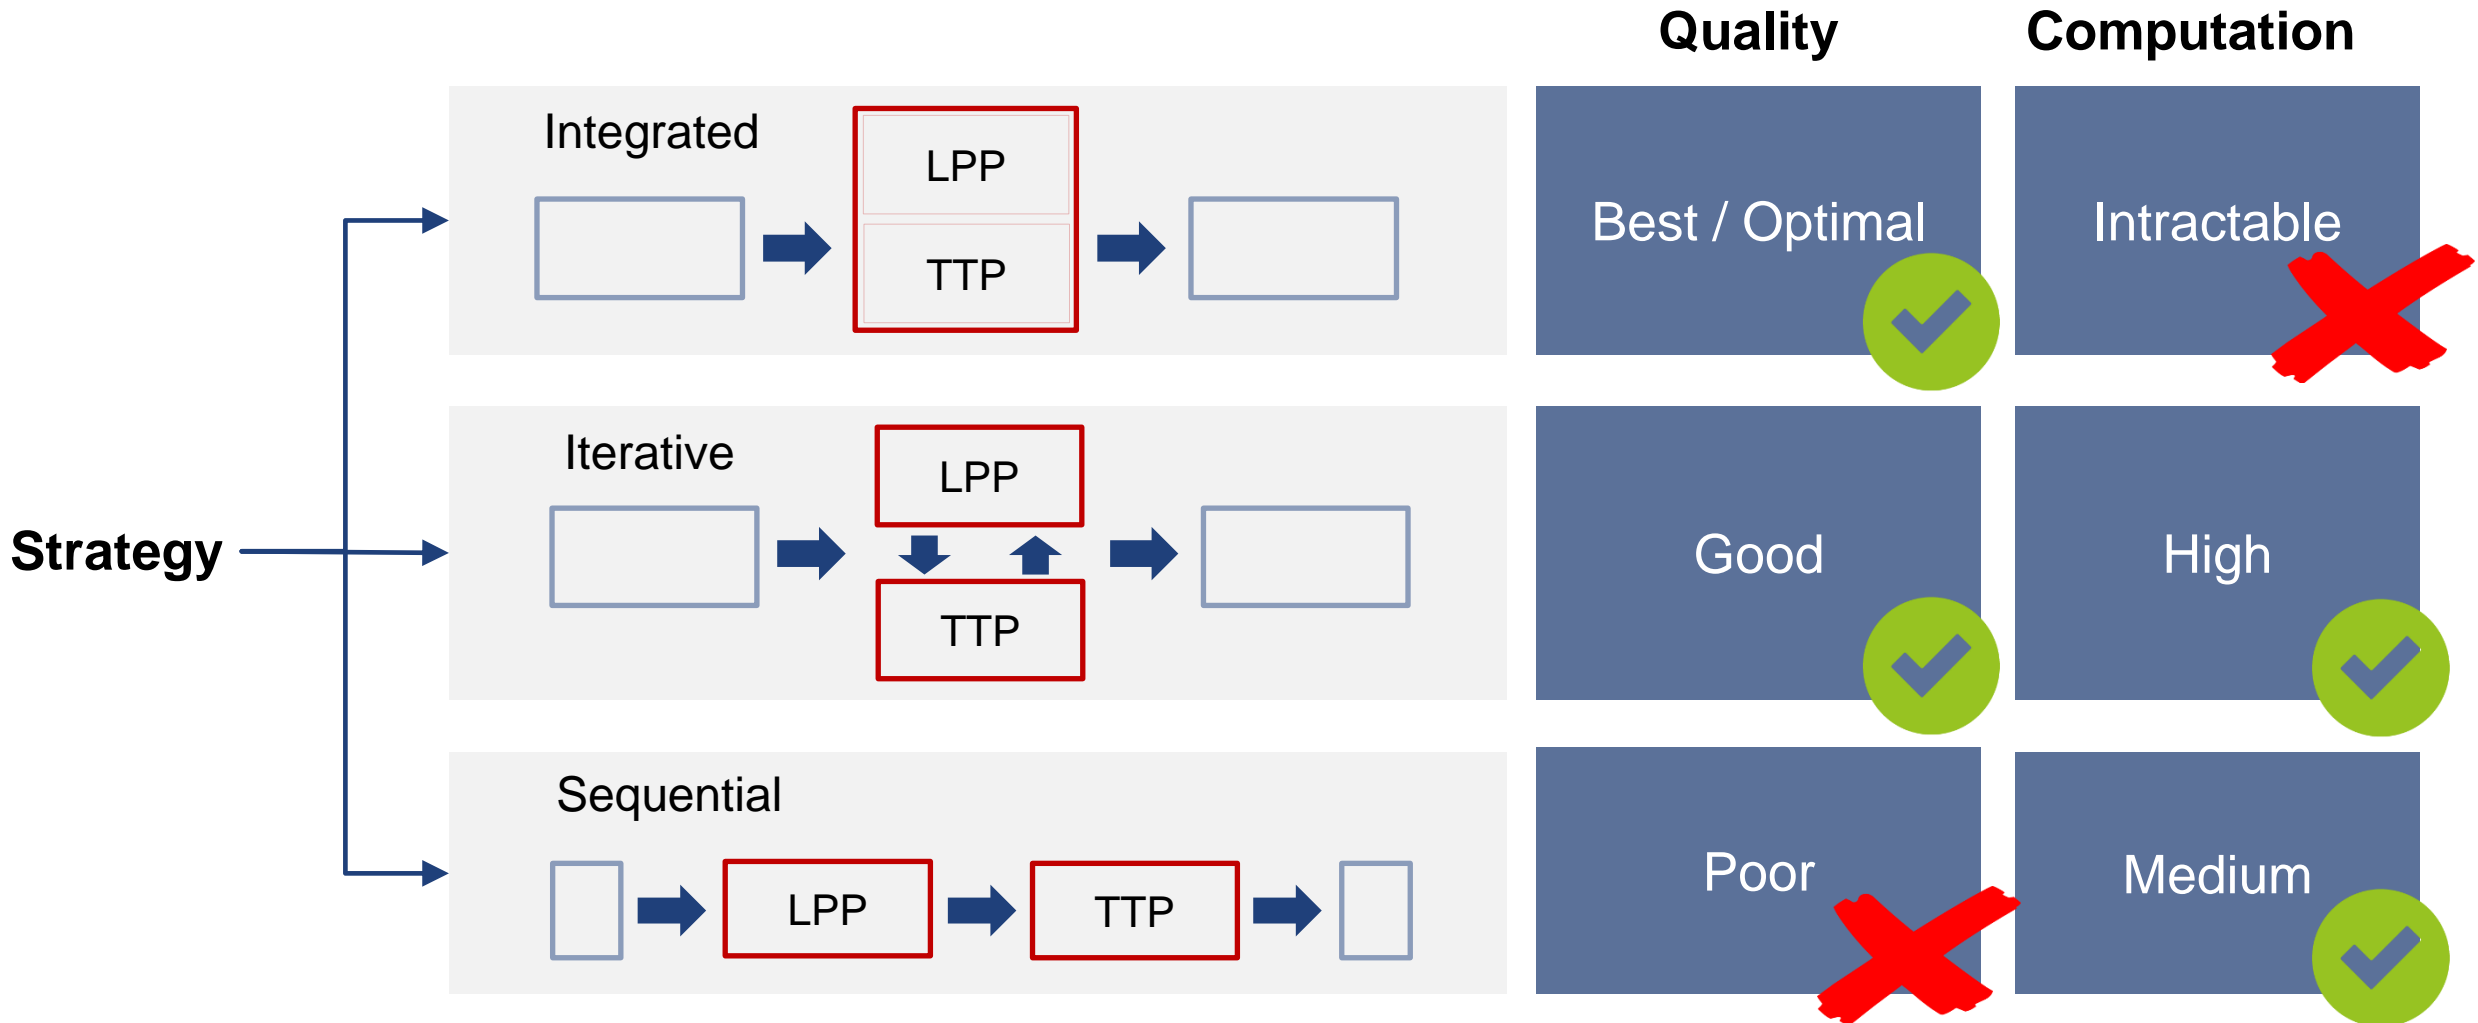 Quality
Computation
Integrated
LPP
TTP
Best / Optimal
Intractable
Strategy
Iterative
LPP
TTP
Good
High
Sequential
LPP
TTP
Poor
Medium